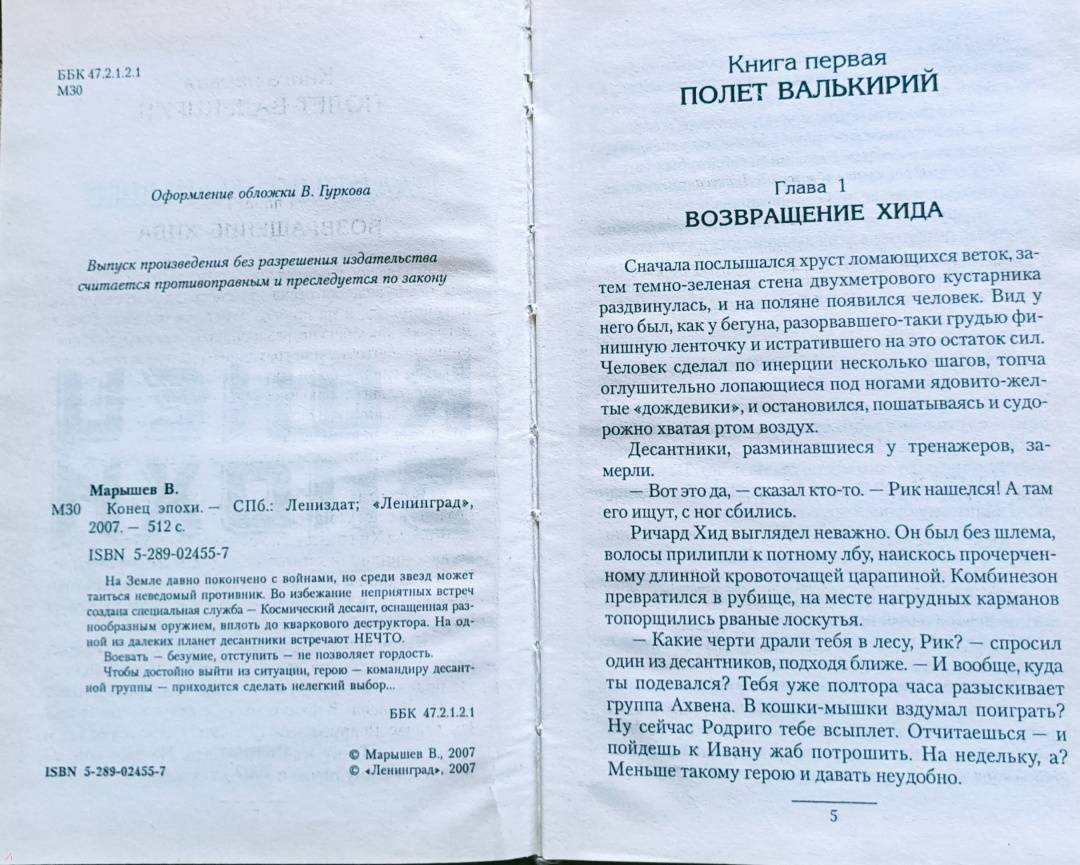 ББК 47.2.1.2.1
М30
Оформление обложки В. Гуркова
Выпуск произведения без разрешения издательства
считается противоправным и преследуется по закону
Марышев В.
М30 Конец эпохи. — СПб.: Лениздат; «Ленинград»,
2007. — 512 с.
ISBN 5-289-02455-7
На Земле давно покончено с войнами, но среди звезд может
таиться неведомый противник. Во избежание неприятных встреч
создана специальная служба — Космический десант, оснащенная раз-
нообразным оружием, вплоть до кваркового деструктора. На од-
ной из далеких планет десантники встречают НЕЧТО.
Воевать — безумие, отступить — не позволяет гордость.
Чтобы достойно выйти из ситуации, герою — командиру десант-
ной группы — приходится сделать нелегкий выбор...
ББК 47.2.1.2.1
© Марышев В., 2007
ISBN 5-289-02455-7 © «Ленинград», 2007
Книга первая
ПОЛЕТ ВАЛЬКИРИЙ
Глава 1
ВОЗВРАЩЕНИЕ ХИДА
Сначала послышался хруст ломающихся веток, за-
тем темно-зеленая стена двухметрового кустарника
раздвинулась, и на поляне появился человек. Вид у
него был, как у бегуна, разорвавшего-таки грудью фи-
нишную ленточку и истратившего на это остаток сил.
Человек сделал по инерции несколько шагов, топча
оглушительно лопающиеся под ногами ядовито-жел-
тые «дождевики», и остановился, пошатываясь и судо-
рожно хватая ртом воздух.
Десантники, разминавшиеся у тренажеров, за-
мерли.
— Вот это да, — сказал кто-то. — Рик нашелся! А там
его ищут, с ног сбились.
Ричард Хид выглядел неважно. Он был без шлема,
волосы прилипли к потному лбу, наискось прочерчен-
ному длинной кровоточащей царапиной. Комбинезон
превратился в рубище, на месте нагрудных карманов
топорщились рваные лоскутья.
— Какие черти драли тебя в лесу, Рик? — спросил
один из десантников, подходя ближе. — И вообще, куда
ты подевался? Тебя уже полтора часа разыскивает
группа Ахвена. В кошки-мышки вздумал поиграть?
Ну сейчас Родриго тебе всыплет. Отчитаешься — и
пойдешь к Ивану жаб потрошить. На недельку, а?
Меньше такому герою и давать неудобно.
5